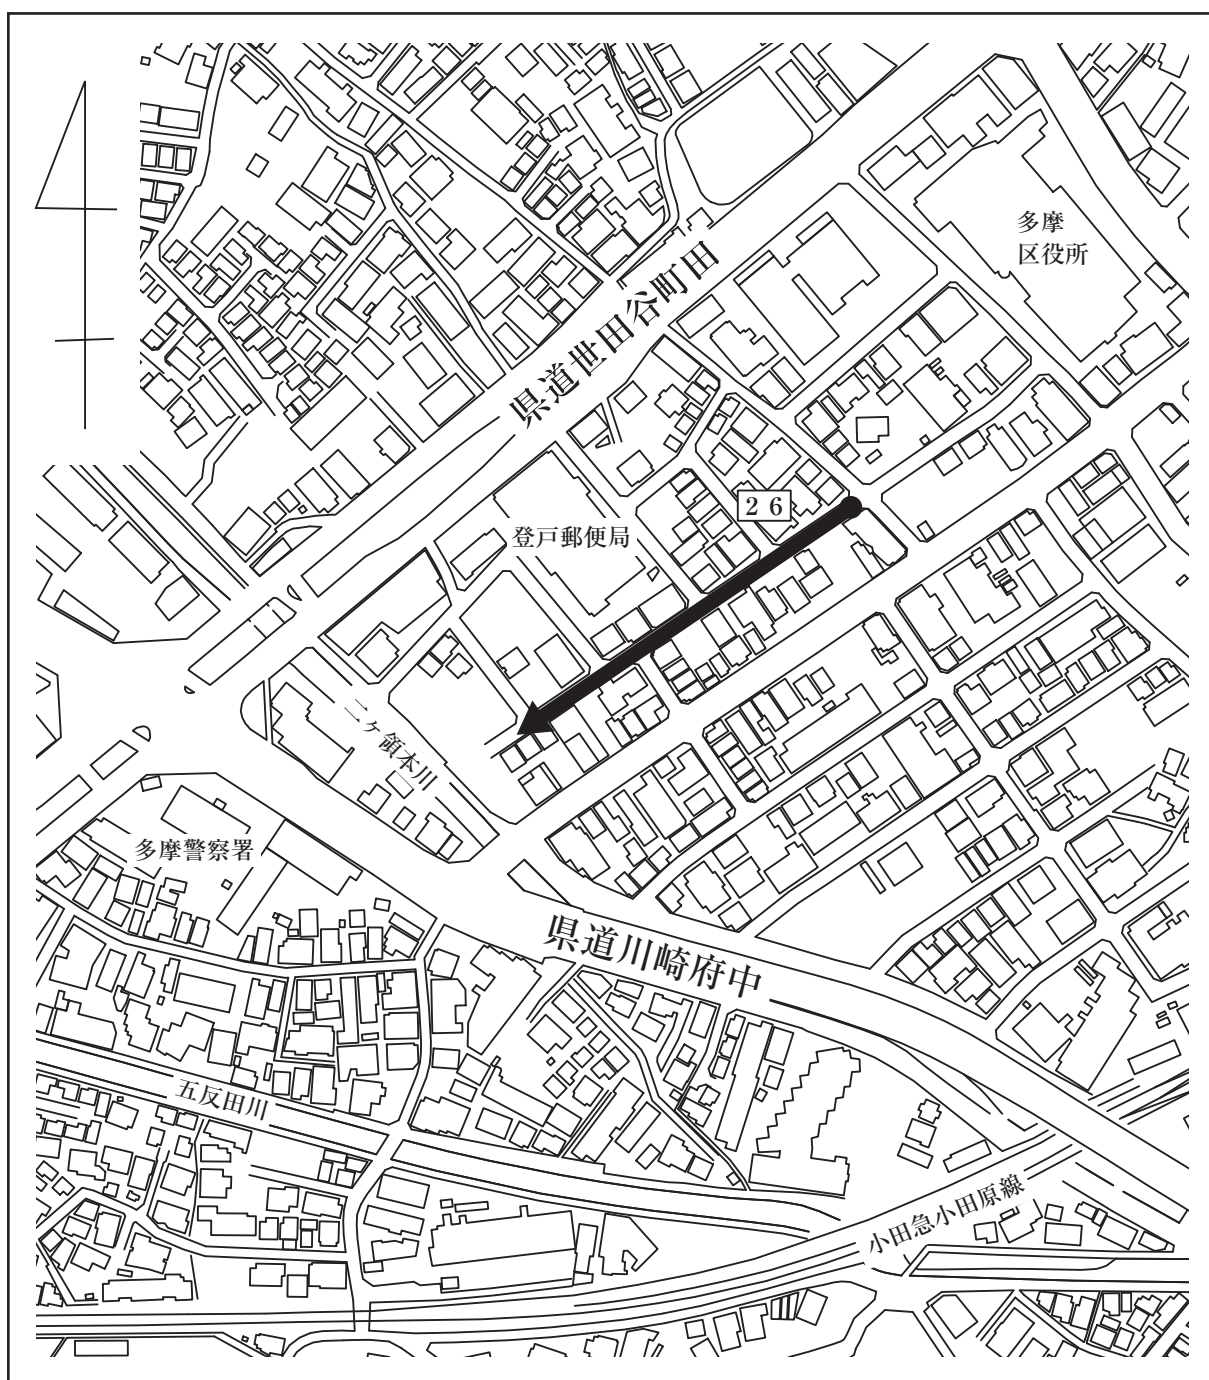 多摩
区役所
県道世田谷町田
26
登戸郵便局
二ヶ領本川
多摩警察署
県道川崎府中
五反田川
小田急小田原線